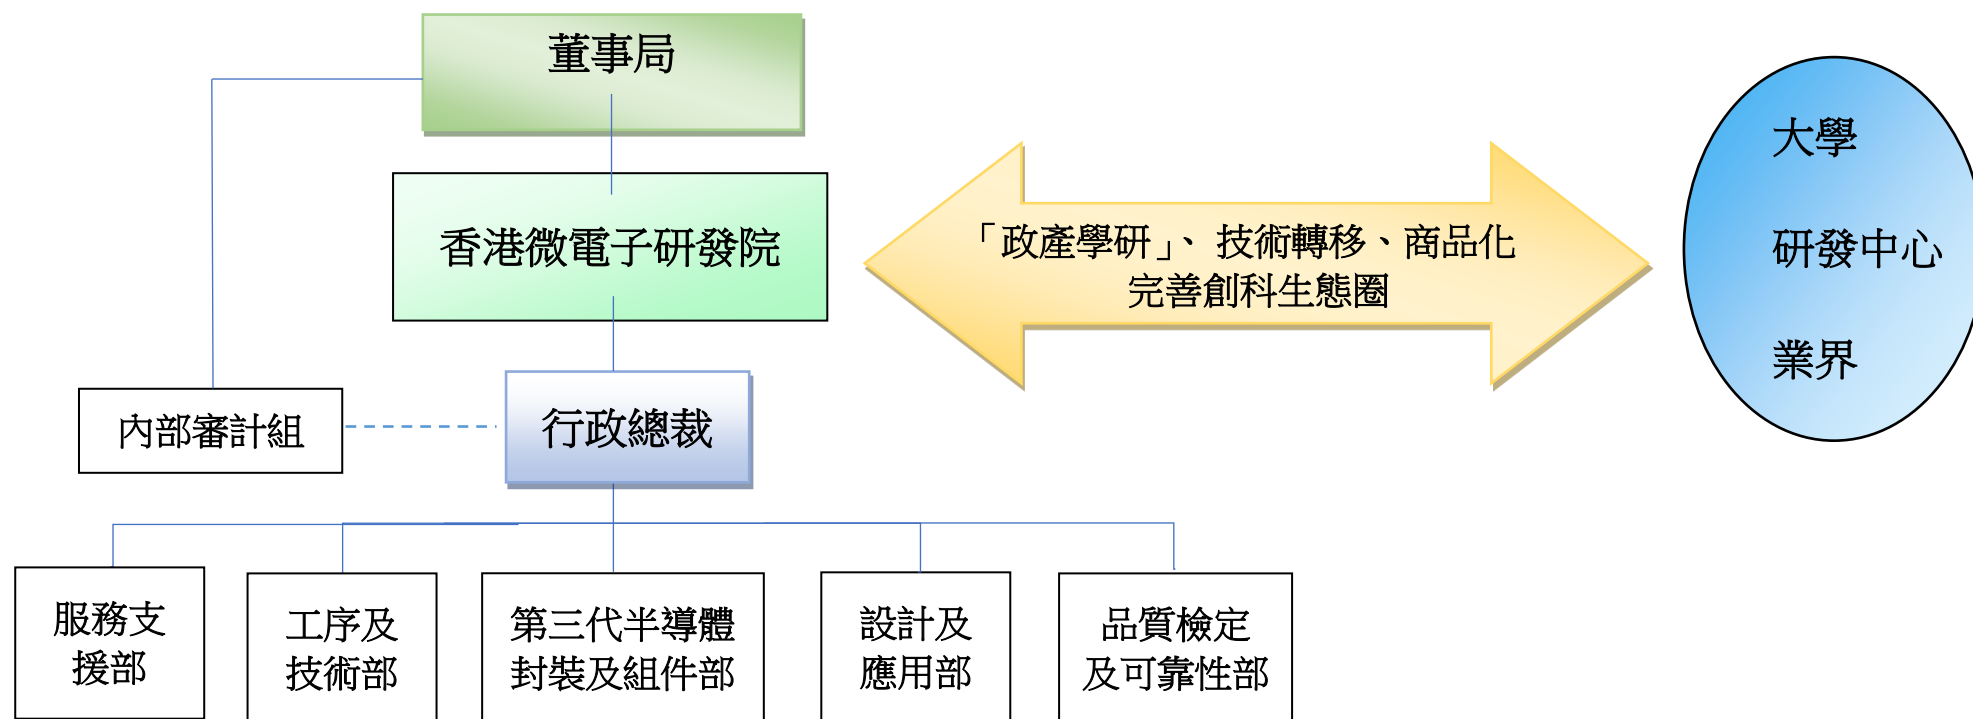 董事局
香港微電子研發院
「政產學研」、技術轉移、商品化
完善創科生態圈
大學
研發中心
業界
內部審計組
行政總裁
服務支
援部
工序及
技術部
第三代半導體
封裝及組件部
設計及
應用部
品質檢定
及可靠性部